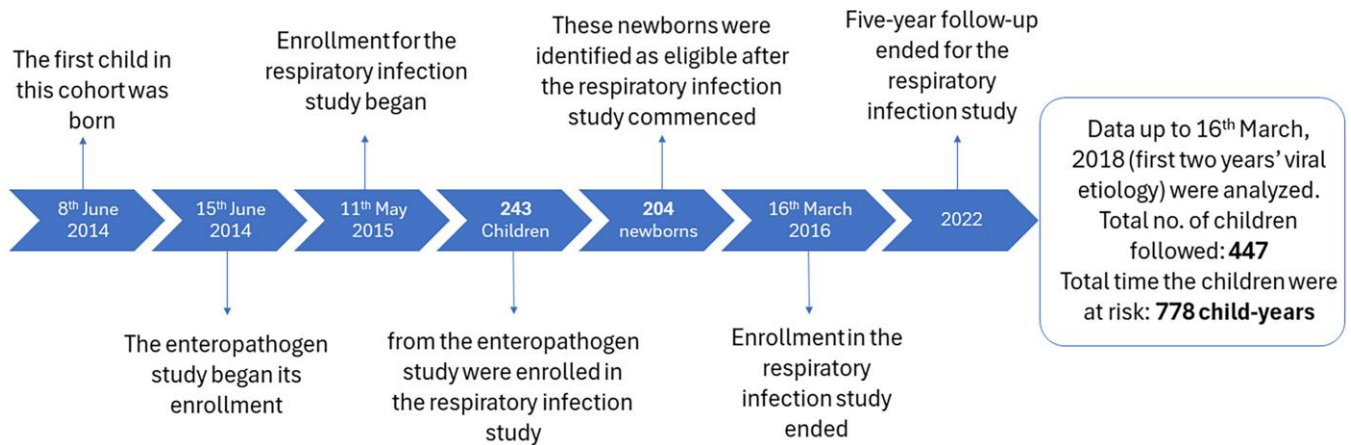 The first child in
this cohort was
born
Enrollment for the
respiratory infection
study began
These newborns were
identified as eligible after
the respiratory infection
study commenced
Five-year follow-up
ended for the
respiratory
infection study
8th June
2014
15th June
2014
11th May
2015
243
Children
204
newborns
16th March
2016
2022
The enteropathogen
study began its
enrollment
from the enteropathogen
study were enrolled in
the respiratory infection
study
Enrollment in the
respiratory
infection study
ended
Data up to 16th March,
2018 (first two years’ viral
etiology) were analyzed.
Total no. of children
followed: 447
Total time the children were
at risk: 778 child-years